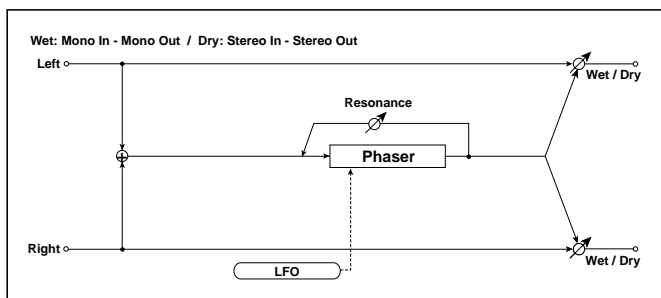 Wet: Mono In - Mono Out / Dry: Stereo In - Stereo Out
Left
Wet / Dry
Resonance
Phaser
Right
Wet / Dry
LFO